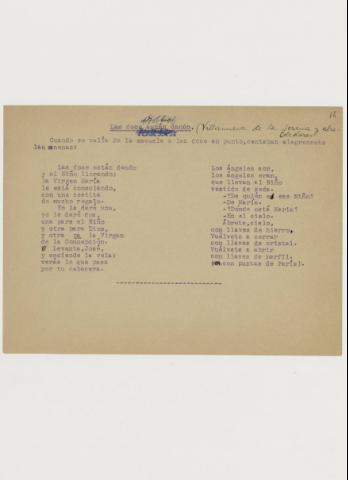 16
Las doce están dando. (Villanueva de la Serena y otros
Cuando se salía de la escuela a las doce en punto, cantaban alegremente
las nenas:
Las doce están dando
y el Niño llorando;
la Virgen María
le está consolando,
con una cestita
de mucho regalo-
Yo le daré una,
yo le daré dos,
una para el Niño
y otra para Dios,
y otra pa la Virgen
de la Concepción.
levanta, José,
y enciende la vela;
verás lo que pasa
por tu cabecera.
Los ángeles son,
los ángeles eran,
que llevan al Niño
vestido de seda.
-¿De quién es ese Niño?
-De María.
-¿Dónde está María?
-En el cielo.
Ábrete, cielo,
con llaves de hierro,
Vuélvete a cerrar
con llaves de cristal.
Vuélvete a abrir
con llaves de marfil.
con puntas de París)-